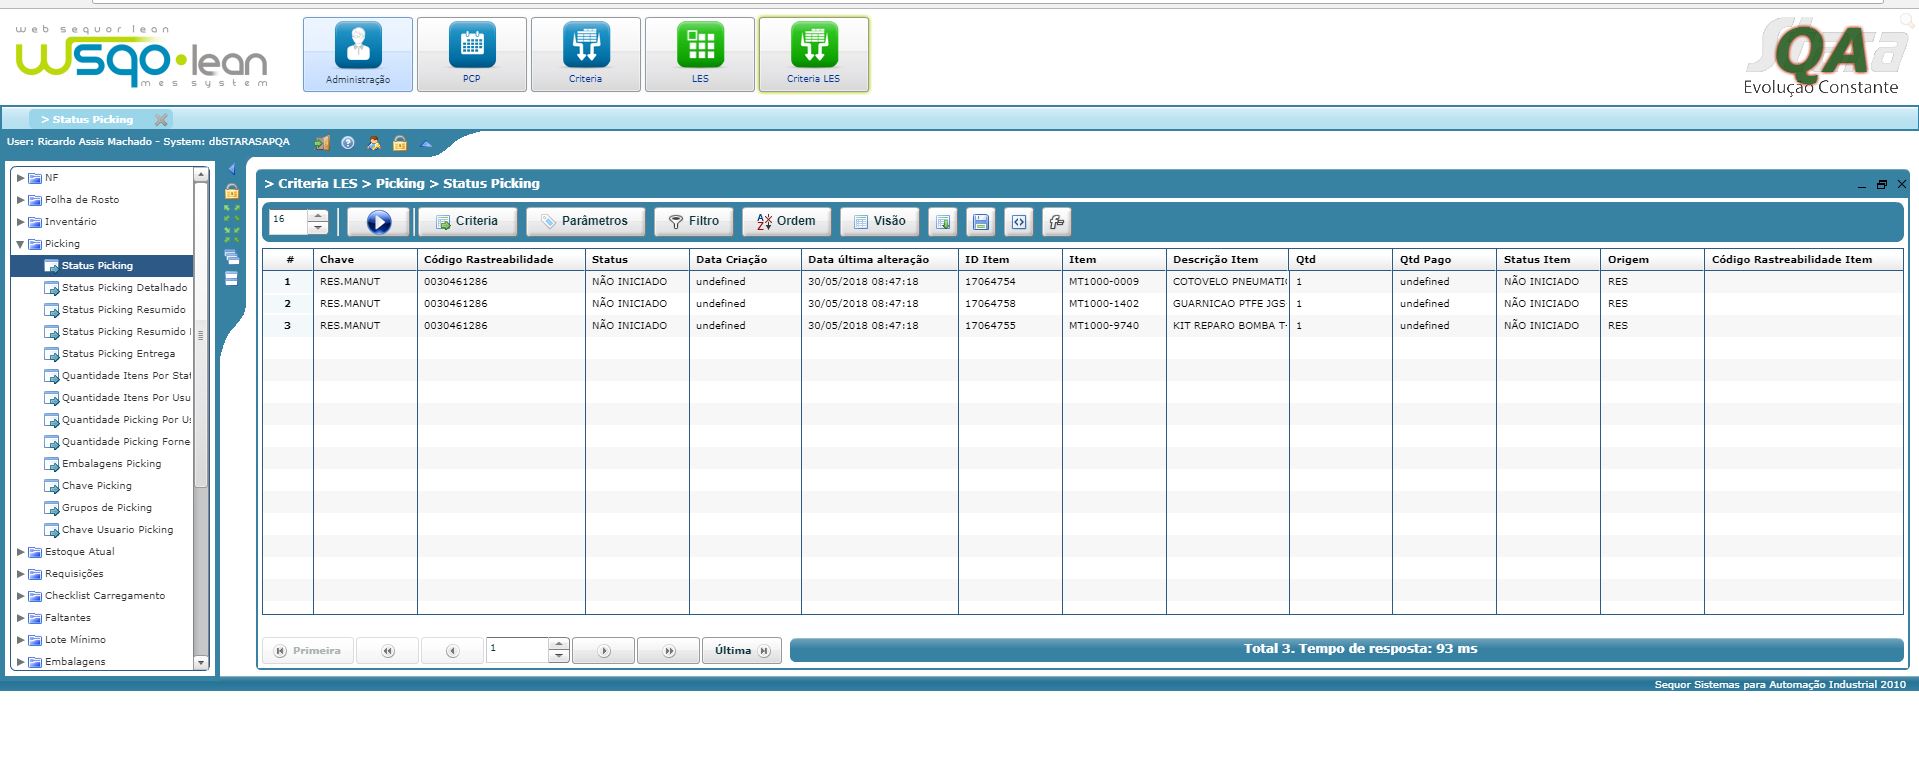 web sequor lean
wsqo•lean
mes system
Administração
PCP
Criteria
LES
Criteria LES
QA
Evolução Constante
> Status Picking
User: Ricardo Assis Machado - System: dbSTARASAPQA
NF
Folha de Rosto
Inventário
Picking
Status Picking
Status Picking Detalhado
Status Picking Resumido
Status Picking Resumido
Status Picking Entrega
Quantidade Itens Por Stat
Quantidade Itens Por Usu
Quantidade Picking Por Us
Quantidade Picking Forne
Embalagens Picking
Chave Picking
Grupos de Picking
Chave Usuario Picking
Estoque Atual
Requisições
Checklist Carregamento
Faltantes
Lote Mínimo
Embalagens
> Criteria LES > Picking > Status Picking
16 Criteria Parâmetros Filtro Ordem Visão
# Chave Código Rastreabilidade Status Data Criação Data última alteração ID Item Item Descrição Item Qtd Qtd Pago Status Item Origem Código Rastreabilidade Item
1 RES.MANUT 0030461286 NÃO INICIADO undefined 30/05/2018 08:47:18 17064754 MT1000-0009 COTOVELO PNEUMATIC 1 undefined NÃO INICIADO RES
2 RES.MANUT 0030461286 NÃO INICIADO undefined 30/05/2018 08:47:18 17064758 MT1000-1402 GUARNICAO PTFE JGS 1 undefined NÃO INICIADO RES
3 RES.MANUT 0030461286 NÃO INICIADO undefined 30/05/2018 08:47:18 17064755 MT1000-9740 KIT REPARO BOMBA T- 1 undefined NÃO INICIADO RES
Primeira 1 Última
Total 3. Tempo de resposta: 93 ms
Sequor Sistemas para Automação Industrial 2010